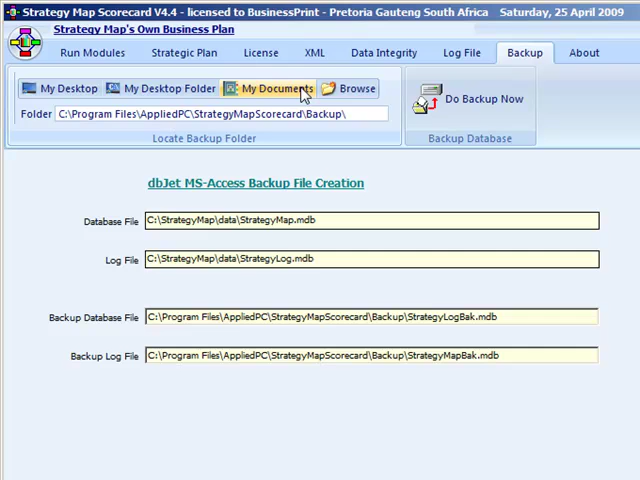 Strategy Map Scorecard V4.4 - licensed to BusinessPrint - Pretoria Gauteng South Africa Saturday, 25 April 2009
Strategy Map's Own Business Plan
Run Modules Strategic Plan License XML Data Integrity Log File Backup About
My Desktop My Desktop Folder My Documents Browse
Do Backup Now
Folder C:\Program Files\AppliedPC\StrategyMapScorecard\Backup\
Locate Backup Folder Backup Database
dbJet MS-Access Backup File Creation
Database File C:\StrategyMap\data\StrategyMap.mdb
Log File C:\StrategyMap\data\StrategyLog.mdb
Backup Database File C:\Program Files\AppliedPC\StrategyMapScorecard\Backup\StrategyLogBak.mdb
Backup Log File C:\Program Files\AppliedPC\StrategyMapScorecard\Backup\StrategyMapBak.mdb